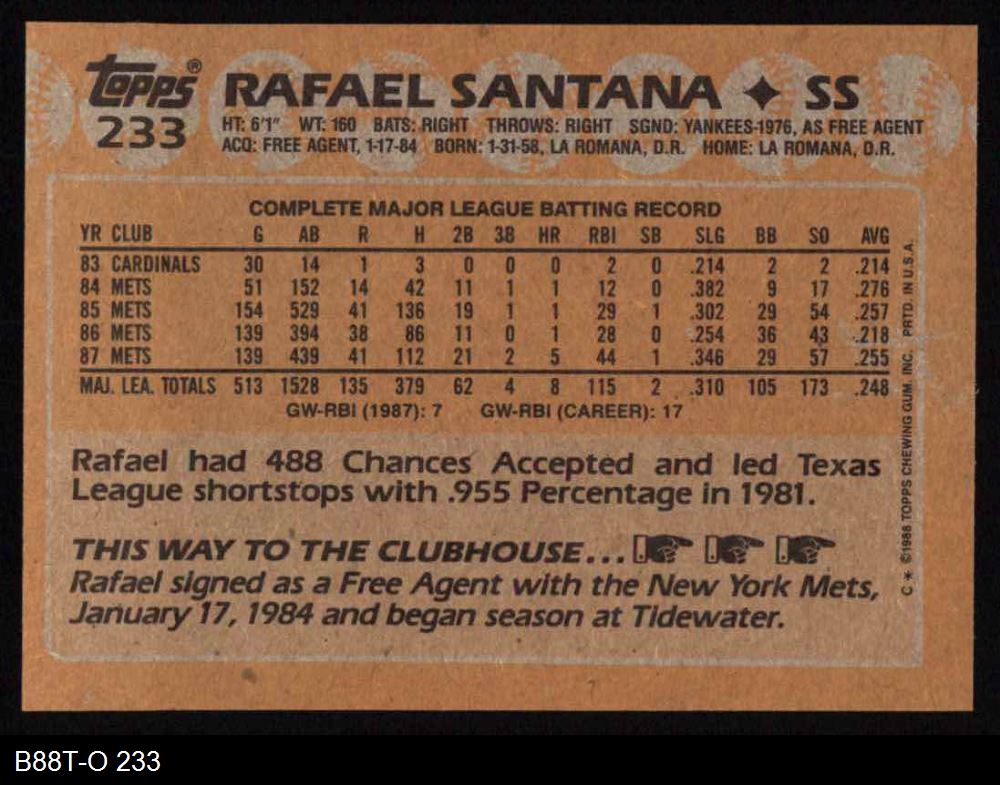 Topps® RAFAEL SANTANA ✦ SS
233
HT: 6'1" WT: 160 BATS: RIGHT THROWS: RIGHT SGND: YANKEES-1976, AS FREE AGENT
ACQ: FREE AGENT, 1-17-84 BORN: 1-31-58, LA ROMANA, D.R. HOME: LA ROMANA, D.R.
COMPLETE MAJOR LEAGUE BATTING RECORD
YR CLUB G AB R H 2B 3B HR RBI SB SLG BB SO AVG
83 CARDINALS 30 14 1 3 0 0 0 2 0 .214 2 2 .214
84 METS 51 152 14 42 11 1 1 12 0 .382 9 17 .276
85 METS 154 529 41 136 19 1 1 29 1 .302 29 54 .257
86 METS 139 394 38 86 11 0 1 28 0 .254 36 43 .218
87 METS 139 439 41 112 21 2 5 44 1 .346 29 57 .255
MAJ. LEA. TOTALS 513 1528 135 379 62 4 8 115 2 .310 105 173 .248
GW-RBI (1987): 7 GW-RBI (CAREER): 17
Rafael had 488 Chances Accepted and led Texas
League shortstops with .955 Percentage in 1981.
THIS WAY TO THE CLUBHOUSE...
Rafael signed as a Free Agent with the New York Mets,
January 17, 1984 and began season at Tidewater.
C * ©1988 TOPPS CHEWING GUM, INC. PRTD. IN U.S.A.
B88T-O 233